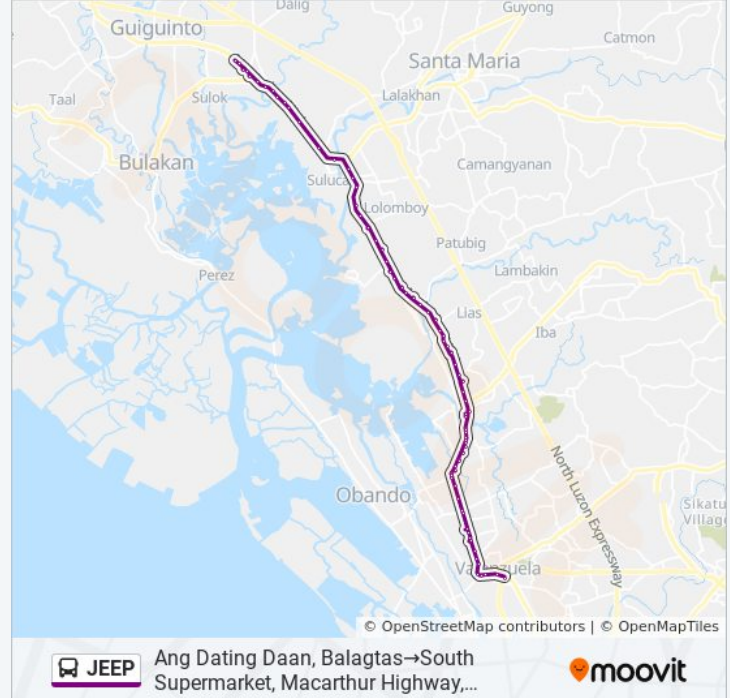 Dalig
Guyong
Guiguinto
Catmon
Santa Maria
Taal
Sulok
Lalakhan
Bulakan
Camangyanan
Suluca
Lolomboy
Patubig
Perez
Lambakin
Lias
Iba
North Luzon Expressway
Obando
Sikatu
Village
© OpenStreetMap contributors | © OpenMapTiles
JEEP
Ang Dating Daan, Balagtas→South
Supermarket, Macarthur Highway,...
moovit